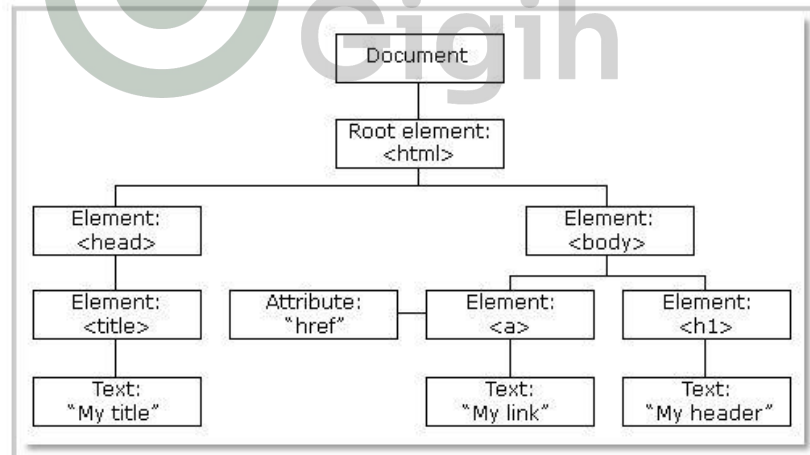 Gigih
Document
Root element:
<html>
Element:
<head>
Element:
<body>
Element:
<title>
Attribute:
“href”
Element:
<a>
Element:
<h1>
Text:
“My title”
Text:
“My link”
Text:
“My header”